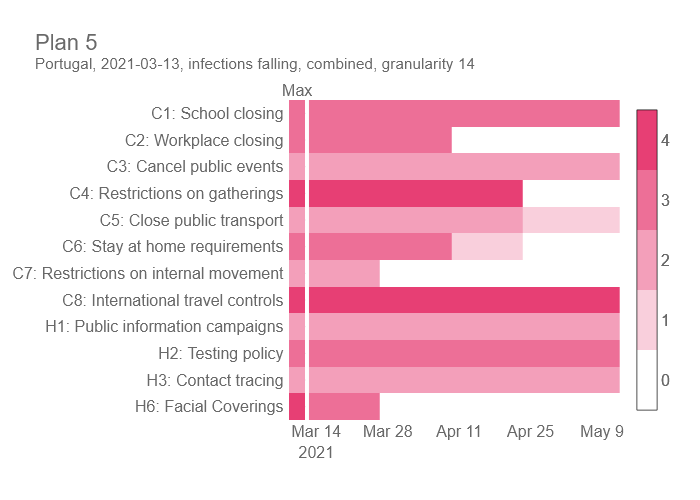 Plan 5
Portugal, 2021-03-13, infections falling, combined, granularity 14
Max
C1: School closing
C2: Workplace closing
C3: Cancel public events
C4: Restrictions on gatherings
C5: Close public transport
C6: Stay at home requirements
C7: Restrictions on internal movement
C8: International travel controls
H1: Public information campaigns
H2: Testing policy
H3: Contact tracing
H6: Facial Coverings
Mar 14 Mar 28 Apr 11 Apr 25 May 9
2021
4
3
2
1
0